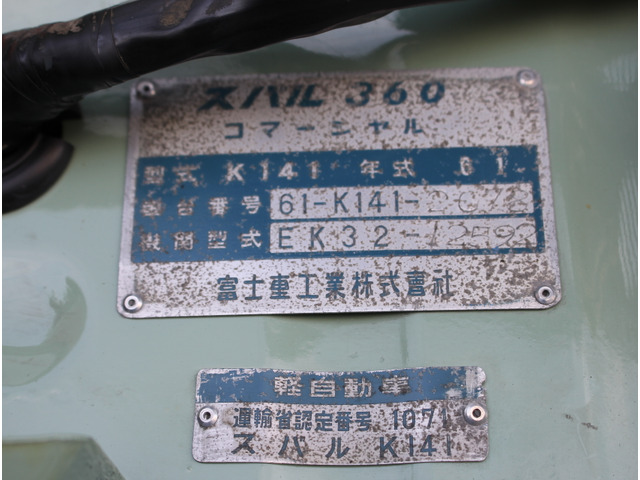 スバル 360
コマーシヤル
型式 K141 年式 61
車台番号 61-K141-
機関型式 EK32-
富士重工業株式會社
軽自動車
運輸省認定番号 1071
スバル K141